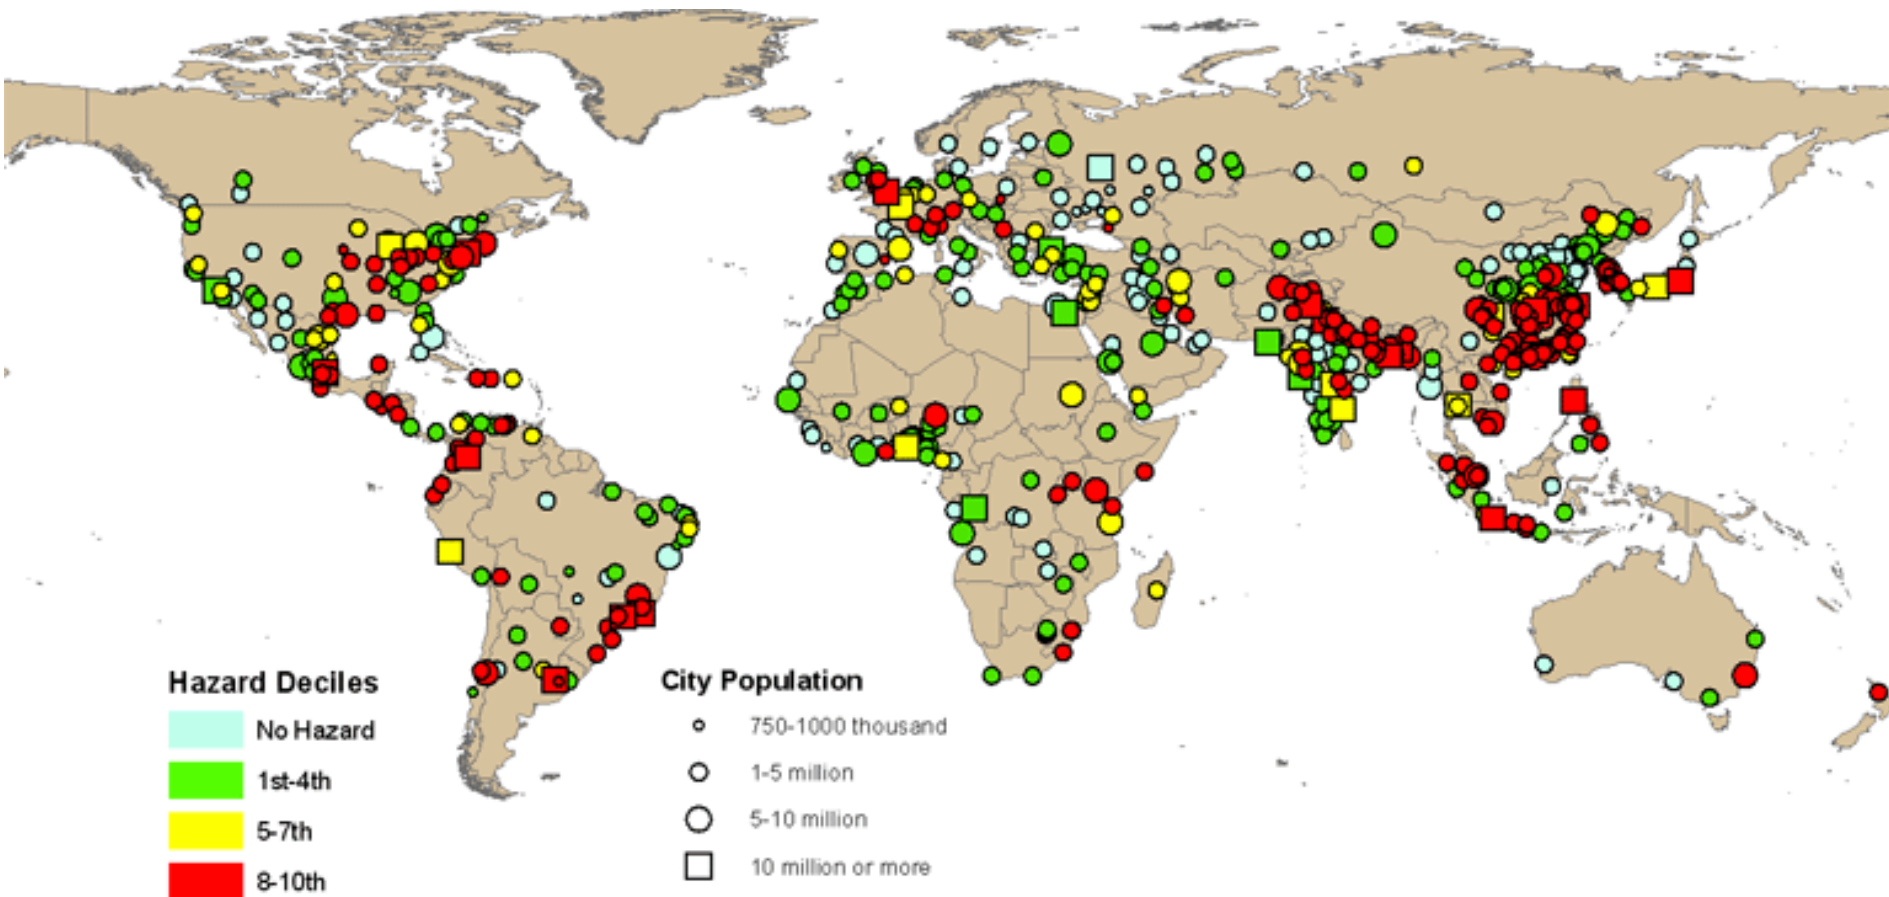 Hazard Deciles
No Hazard
1st-4th
5-7th
8-10th
City Population
750-1000 thousand
1-5 million
5-10 million
10 million or more